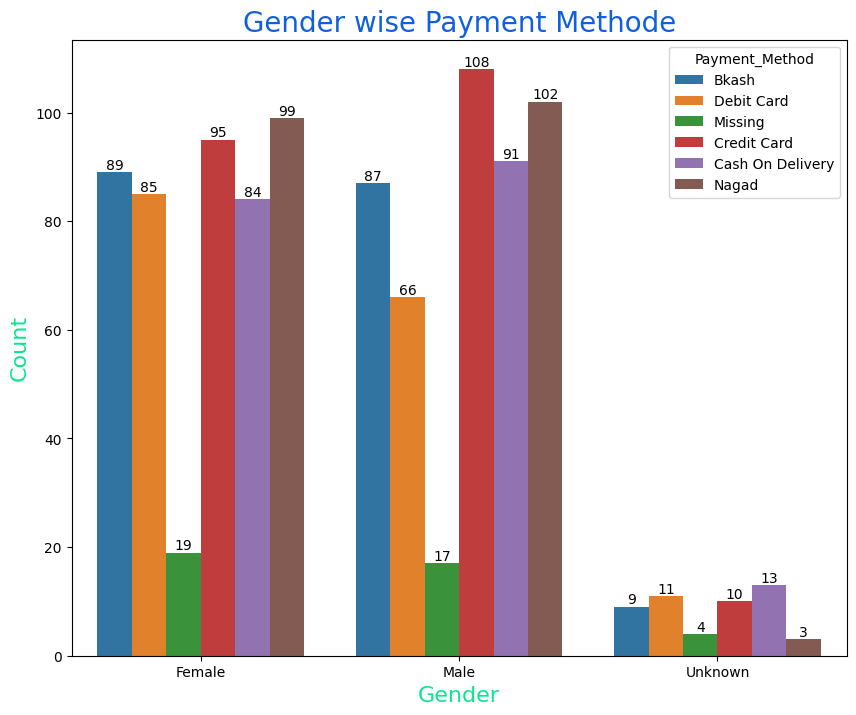 Gender wise Payment Methode
Payment_Method
Bkash
Debit Card
Missing
Credit Card
Cash On Delivery
Nagad
Count
100
80
60
40
20
0
89
85
19
95
84
99
87
66
17
108
91
102
9
11
4
10
13
3
Female
Male
Unknown
Gender